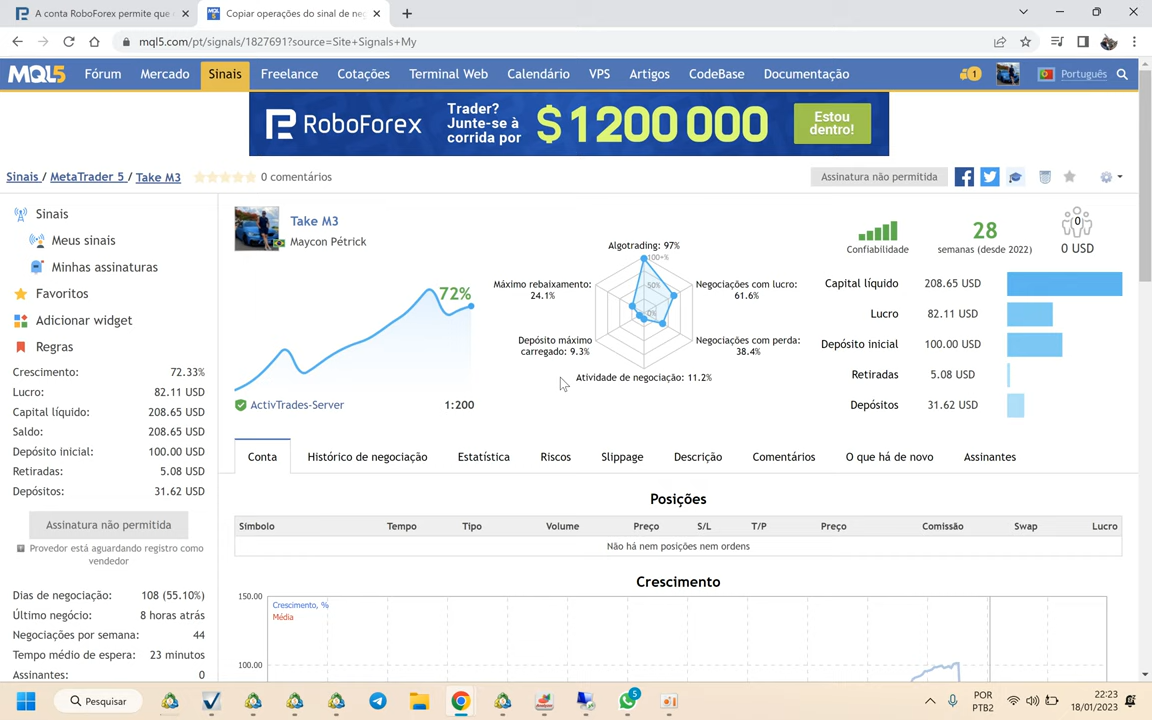 A conta RoboForex permite que
Copiar operações do sinal de ne
mql5.com/pt/signals/1827691?source=Site+Signals+My
MQL5
Fórum
Mercado
Sinais
Freelance
Cotações
Terminal Web
Calendário
VPS
Artigos
CodeBase
Documentação
1
Português
RoboForex
Trader?
Junte-se à
corrida por
$1200000
Estou
dentro!
Sinais / MetaTrader 5 / Take M3
0 comentários
Assinatura não permitida
Sinais
Meus sinais
Minhas assinaturas
Favoritos
Adicionar widget
Regras
Crescimento: 72.33%
Lucro: 82.11 USD
Capital líquido: 208.65 USD
Saldo: 208.65 USD
Depósito inicial: 100.00 USD
Retiradas: 5.08 USD
Depósitos: 31.62 USD
Assinatura não permitida
Provedor está aguardando registro como
vendedor
Dias de negociação: 108 (55.10%)
Último negócio: 8 horas atrás
Negociações por semana: 44
Tempo médio de espera: 23 minutos
Assinantes: 0
Take M3
Maycon Pétrick
72%
ActivTrades-Server 1:200
Algotrading: 97%
100+%
50%
0%
Máximo rebaixamento:
24.1%
Negociações com lucro:
61.6%
Depósito máximo
carregado: 9.3%
Negociações com perda:
38.4%
Atividade de negociação: 11.2%
Confiabilidade
28
semanas (desde 2022)
0
0 USD
Capital líquido 208.65 USD
Lucro 82.11 USD
Depósito inicial 100.00 USD
Retiradas 5.08 USD
Depósitos 31.62 USD
Conta
Histórico de negociação
Estatística
Riscos
Slippage
Descrição
Comentários
O que há de novo
Assinantes
Posições
Símbolo Tempo Tipo Volume Preço S/L T/P Preço Comissão Swap Lucro
Não há nem posições nem ordens
Crescimento
150.00
Crescimento, %
Média
100.00
Pesquisar
5
POR
PTB2
22:23
18/01/2023